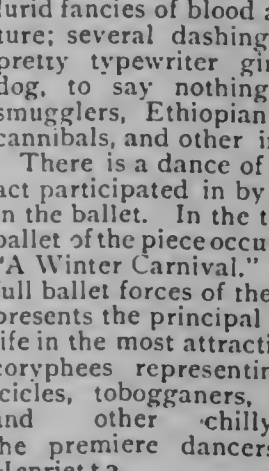 lurid fancies of blood a
ture; several dashing
pretty typewriter gir
dog, to say nothing
smugglers, Ethiopian
cannibals, and other i
There is a dance of
act participated in by
in the ballet. In the t
ballet of the piece occu
"A Winter Carnival."
full ballet forces of the
presents the principal
life in the most attracti
coryphees representin
icicles, tobogganers,
and other chilly
the premiere dancers
Henrietta